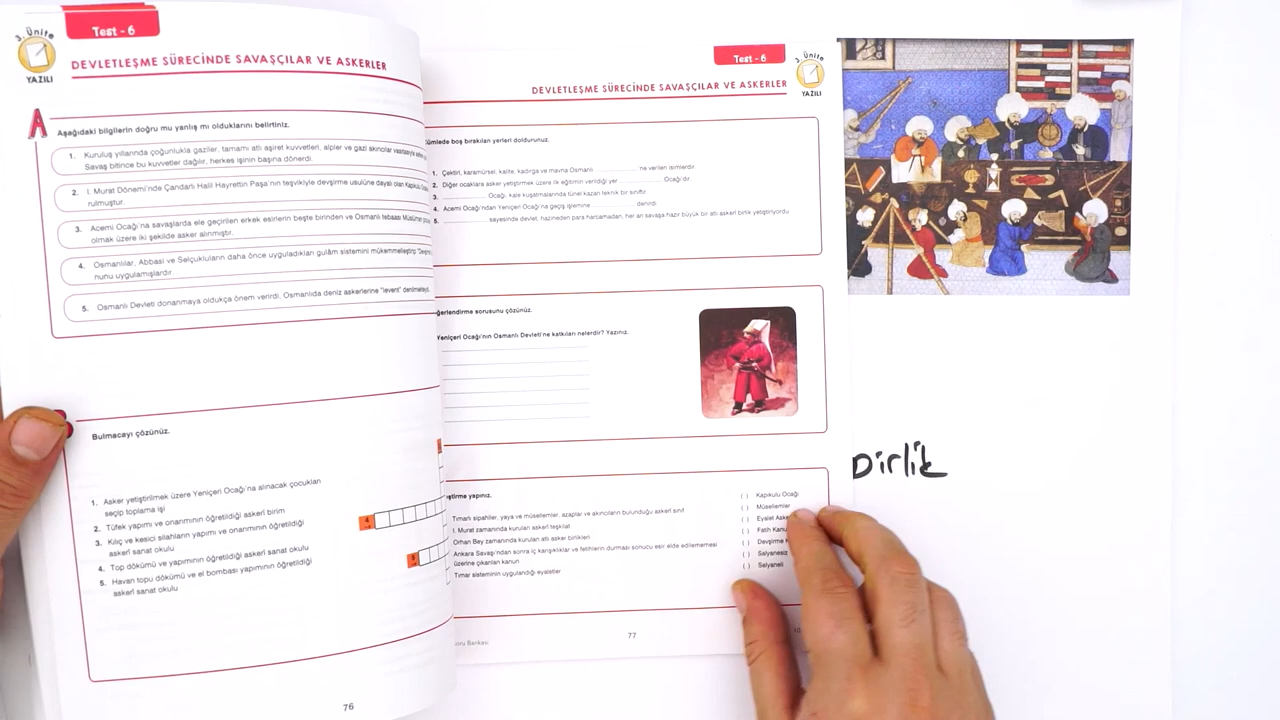 3. Ünite
YAZILI
Test - 6
DEVLETLEŞME SÜRECİNDE SAVAŞÇILAR VE ASKERLER
A
Aşağıdaki bilgilerin doğru mu yanlış mı olduklarını belirtiniz.
1. Kuruluş yıllarında çoğunlukla gaziler, tamamı atlı aşiret kuvvetleri, alpler ve gazi akıncılar
Savaş bitince bu kuvvetler dağılır, herkes işinin başına dönerdi.
2. I. Murat Dönemi'nde Çandarlı Halil Hayrettin Paşa'nın teşvikiyle devşirme usulüne dayalı olan Kapıkulu
rulmuştur.
3. Acemi Ocağı'na savaşlarda ele geçirilen erkek esirlerin beşte birinden ve Osmanlı tebaası
olmak üzere iki şekilde asker alınmıştır.
4. Osmanlılar, Abbasi ve Selçukluların daha önce uyguladıkları gulâm sistemini mükemmelleştirip
nunu uygulamışlardır.
5. Osmanlı Devleti donanmaya oldukça önem verirdi. Osmanlıda deniz askerlerine "levent"
Bulmacayı çözünüz.
1. Asker yetiştirilmek üzere Yeniçeri Ocağı'na alınacak çocukları
seçip toplama işi
2. Tüfek yapımı ve onarımının öğretildiği askerî birim
3. Kılıç ve kesici silahların yapımı ve onarımının öğretildiği
askerî sanat okulu
4. Top dökümü ve yapımının öğretildiği askerî sanat okulu
5. Havan topu dökümü ve el bombası yapımının öğretildiği
askerî sanat okulu
4
5
76
Test - 6
3. Ünite
YAZILI
DEVLETLEŞME SÜRECİNDE SAVAŞÇILAR VE ASKERLER
boş bırakılan yerleri doldurunuz.
1. Çektiri, karamürsel, kalite, kadırga ve mavna Osmanlı ............ 'ne verilen isimlerdir.
2. Diğer ocaklara asker yetiştirmek üzere ilk eğitimin verildiği yer ............ Ocağı'dır.
3. ............ Ocağı, kale kuşatmalarında tünel kazan teknik bir sınıftır.
4. Acemi Ocağı'ndan Yeniçeri Ocağı'na geçiş işlemine ............ denirdi.
5. ............ sayesinde devlet, hazineden para harcamadan, her an savaşa hazır büyük bir atlı askerî birlik yetiştiriyordu
sorusunu çözünüz.
Yeniçeri Ocağı'nın Osmanlı Devleti'ne katkıları nelerdir? Yazınız.
yapınız.
Tımarlı sipahiler, yaya ve müsellemler, azaplar ve akıncıların bulunduğu askerî sınıf
I. Murat zamanında kurulan askerî teşkilat
Orhan Bey zamanında kurulan atlı asker birlikleri
Ankara Savaşı'ndan sonra iç karışıklıklar ve fetihlerin durması sonucu esir elde edilememesi
üzerine çıkarılan kanun
Tımar sisteminin uygulandığı eyaletler
( ) Kapıkulu Ocağı
( ) Müsellemler
( ) Eyalet
( ) Fatih
( ) Devşirme
( ) Salyanesiz
( ) Salyaneli
77
Dirlik